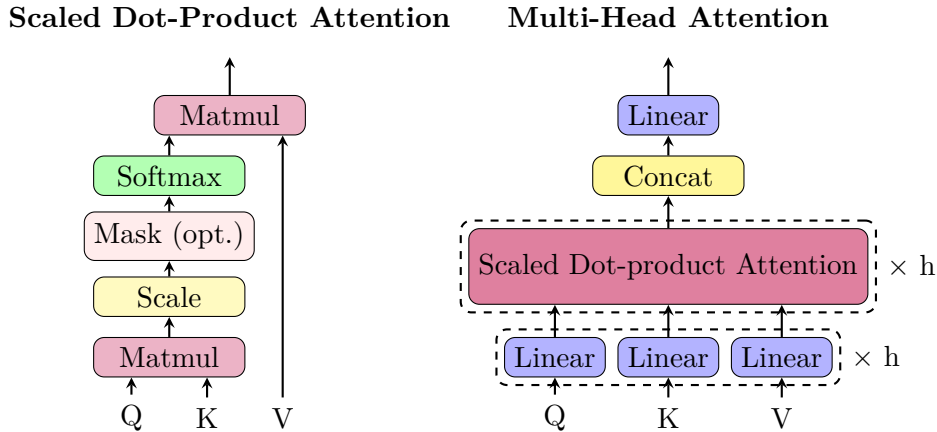 Scaled Dot-Product Attention
Matmul
Softmax
Mask (opt.)
Scale
Matmul
Q K V
Multi-Head Attention
Linear
Concat
Scaled Dot-product Attention × h
Linear Linear Linear × h
Q K V